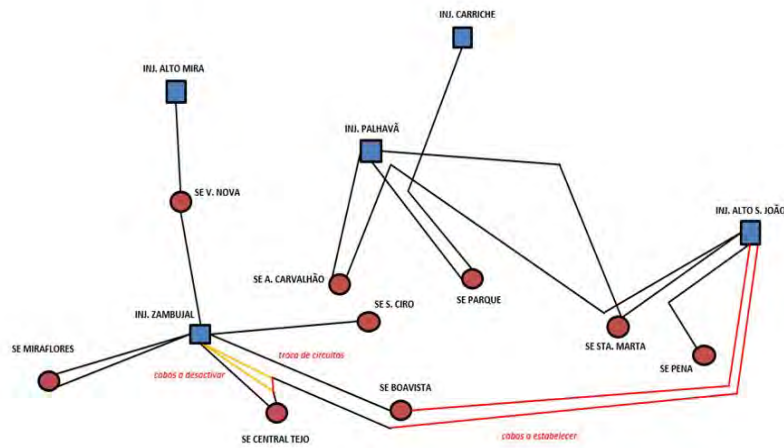 INJ. CARRICHE
INJ. ALTO MIRA
INJ. PALHAVÃ
SE V. NOVA
INJ. ALTO S. JOÃO
SE A. CARVALHÃO
SE PARQUE
SE S. CIRO
INJ. ZAMBUJAL
SE MIRAFLORES
troca de circuitos
SE STA. MARTA
SE PENA
cabos a desactivar
SE BOAVISTA
SE CENTRAL TEJO
cabos a estabelecer